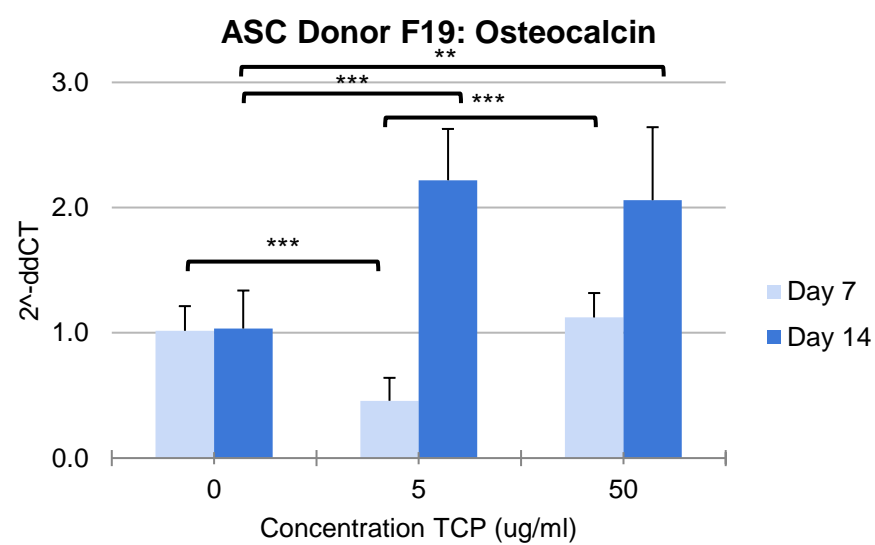 ASC Donor F19: Osteocalcin
**
3.0
***
***
2.0
***
2^-ddCT
1.0
0.0
0 5 50
Concentration TCP (ug/ml)
Day 7
Day 14